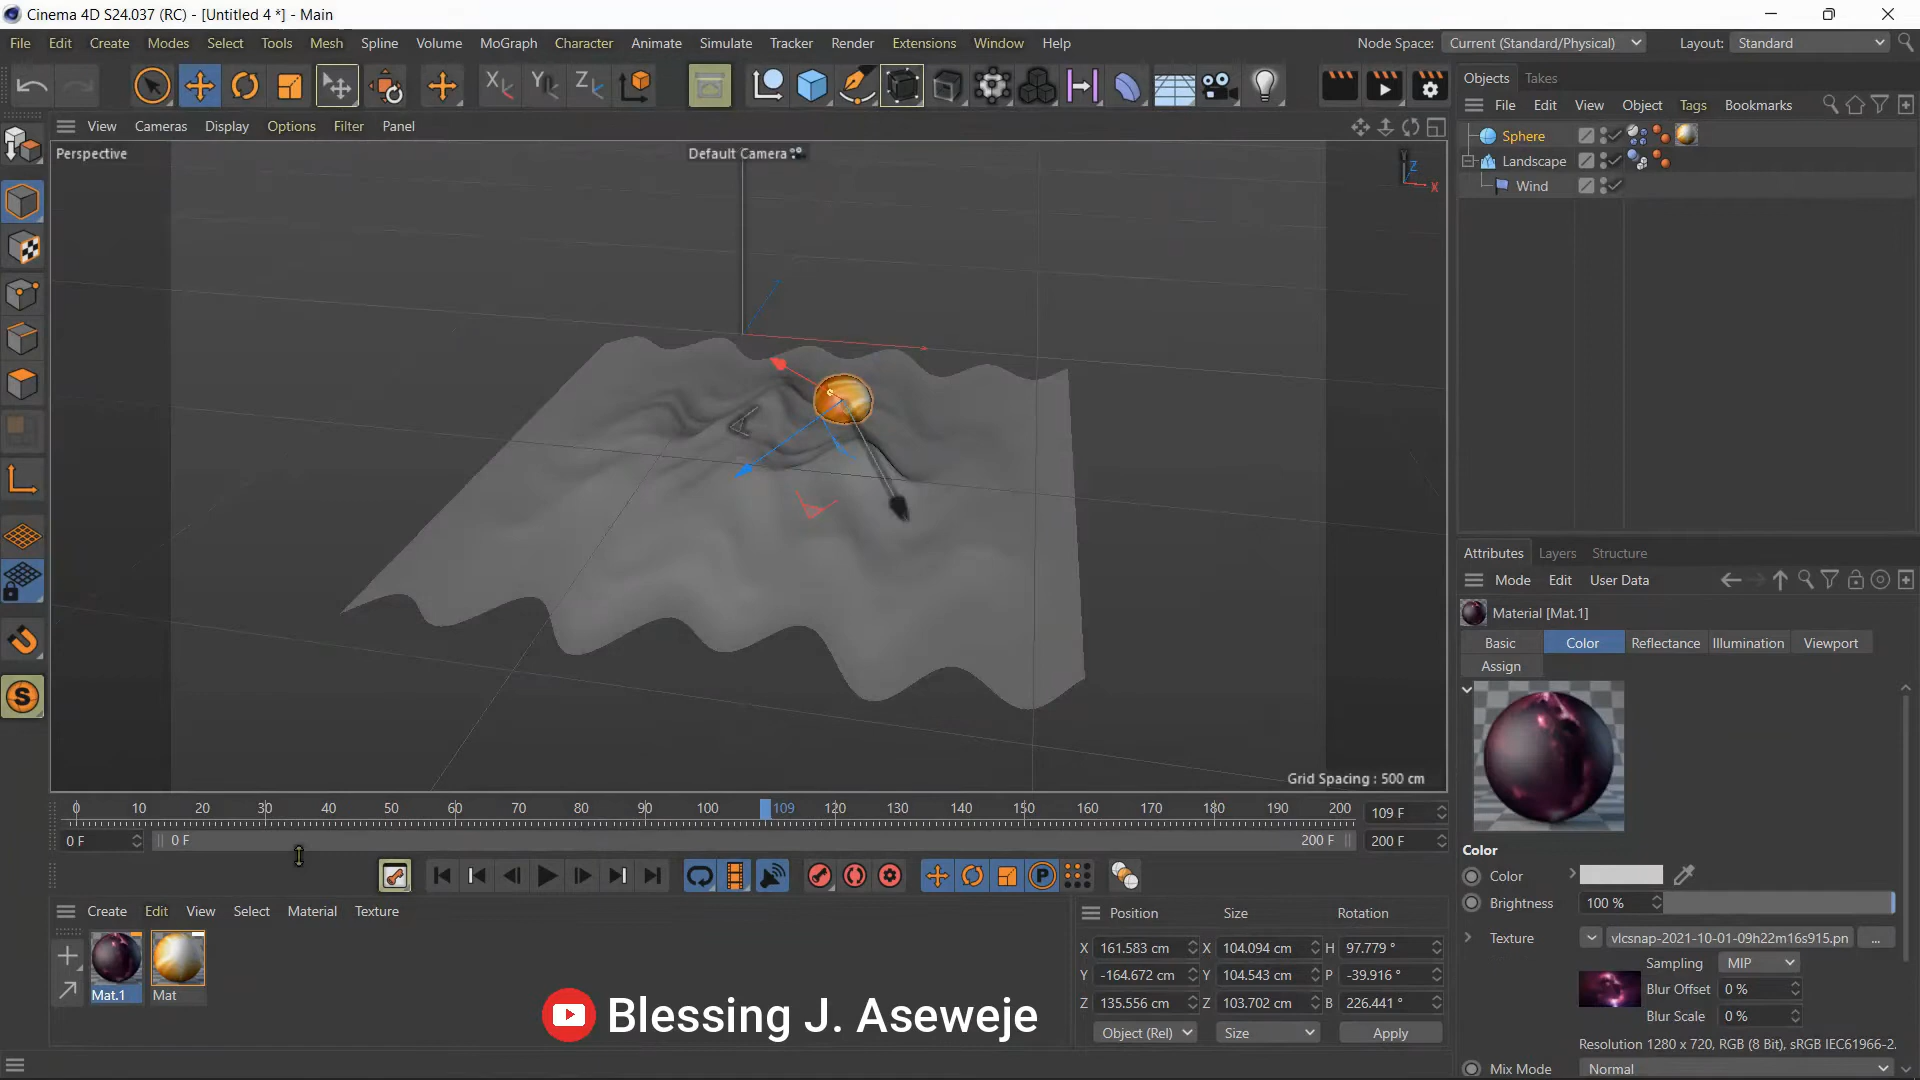 Cinema 4D S24.037 (RC) - [Untitled 4 *] - Main
File Edit Create Modes Select Tools Mesh Spline Volume MoGraph Character Animate Simulate Tracker Render Extensions Window Help Node Space: Current (Standard/Physical) Layout: Standard
X Y Z
Objects Takes
File Edit View Object Tags Bookmarks
View Cameras Display Options Filter Panel
Perspective
Default Camera
Z
X
Sphere
Landscape
Wind
Grid Spacing : 500 cm
Attributes Layers Structure
Mode Edit User Data
Material [Mat.1]
Basic Color Reflectance Illumination Viewport
Assign
Color
Color
Brightness 100 %
Texture vlcsnap-2021-10-01-09h22m16s915.pn ...
Sampling MIP
Blur Offset 0 %
Blur Scale 0 %
Resolution 1280 x 720, RGB (8 Bit), sRGB IEC61966-2.
Mix Mode Normal
0 10 20 30 40 50 60 70 80 90 100 109 120 130 140 150 160 170 180 190 200 109 F
0 F 0 F 200 F 200 F
P
S
Create Edit View Select Material Texture
Mat.1 Mat
Position Size Rotation
X 161.583 cm X 104.094 cm H 97.779 °
Y -164.672 cm Y 104.543 cm P -39.916 °
Z 135.556 cm Z 103.702 cm B 226.441 °
Object (Rel) Size Apply
Blessing J. Aseweje